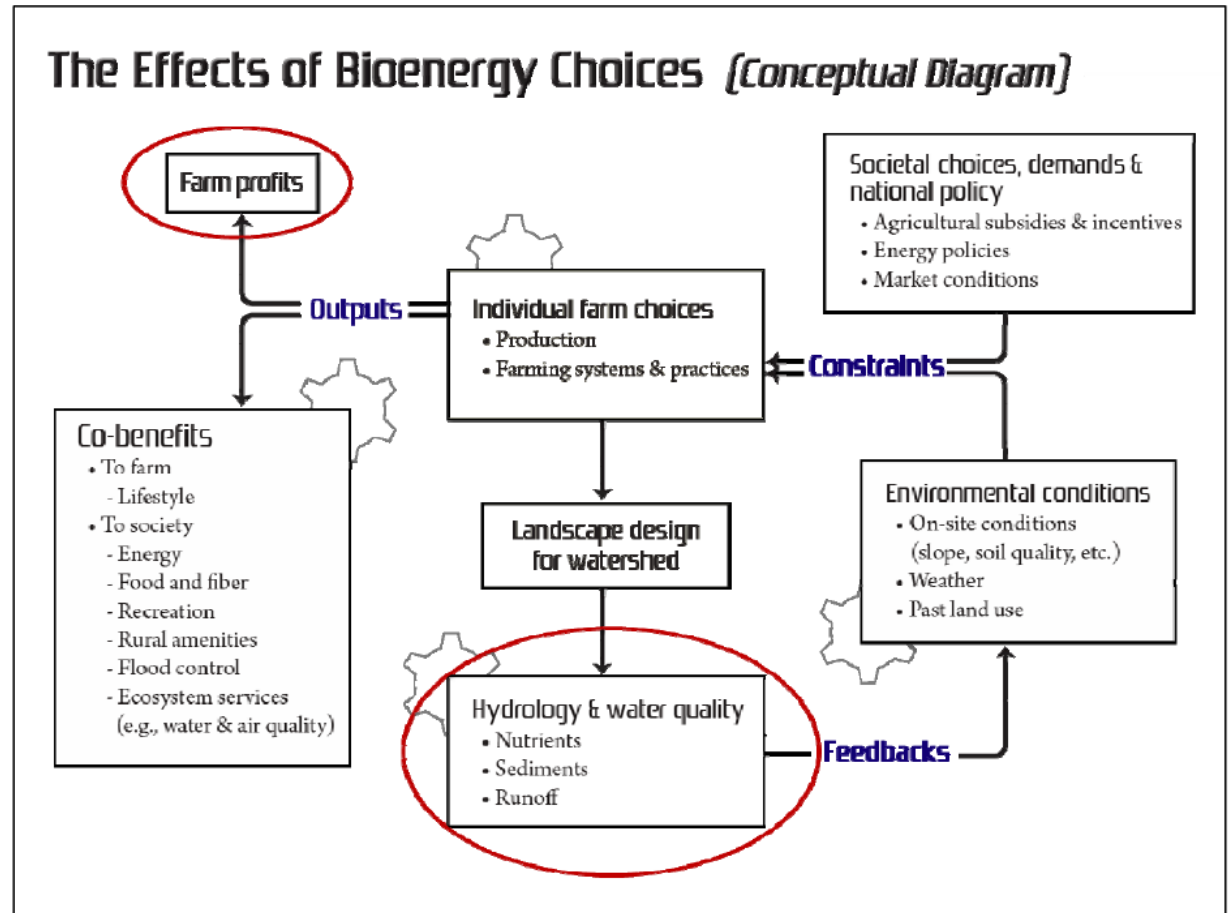 The Effects of Bioenergy Choices (Conceptual Diagram)
Farm profits
Societal choices, demands &
national policy
• Agricultural subsidies & incentives
• Energy policies
• Market conditions
Outputs
Individual farm choices
• Production
• Farming systems & practices
Constraints
Co-benefits
• To farm
- Lifestyle
• To society
- Energy
- Food and fiber
- Recreation
- Rural amenities
- Flood control
- Ecosystem services
(e.g., water & air quality)
Landscape design
for watershed
Environmental conditions
• On-site conditions
(slope, soil quality, etc.)
• Weather
• Past land use
Hydrology & water quality
• Nutrients
• Sediments
• Runoff
Feedbacks